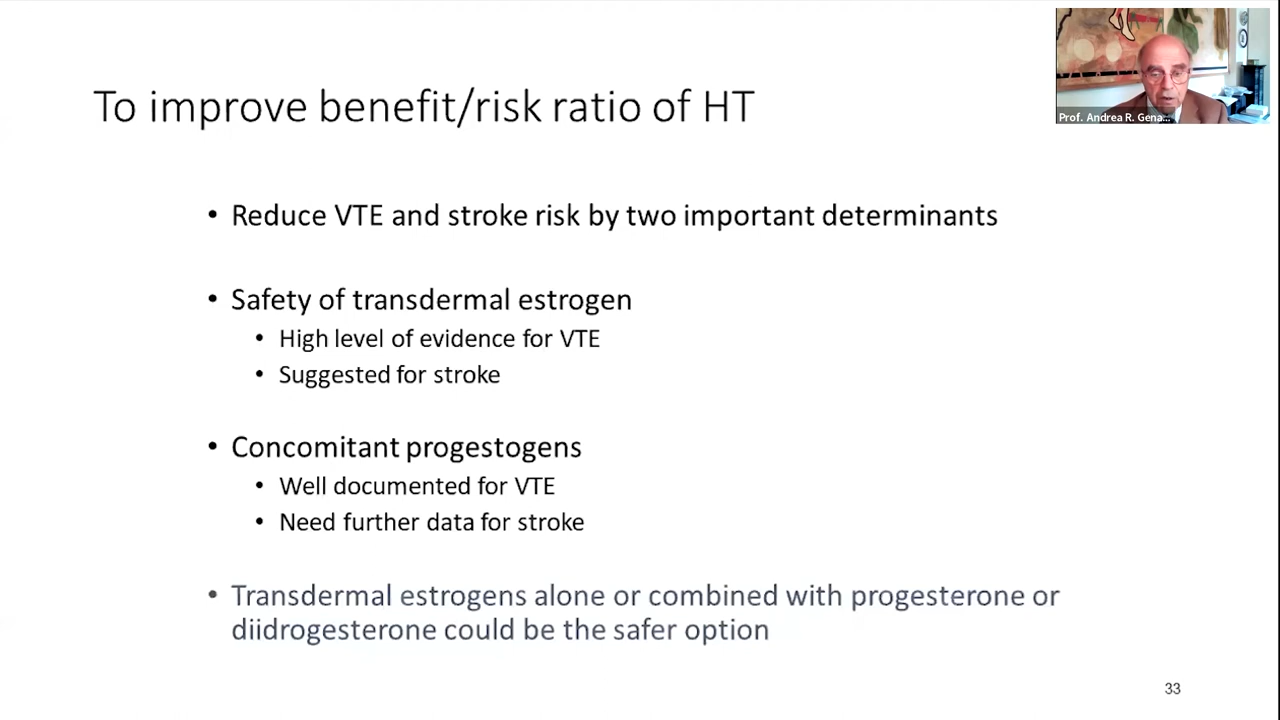 Prof. Andrea R. Gena...
To improve benefit/risk ratio of HT
• Reduce VTE and stroke risk by two important determinants
• Safety of transdermal estrogen
• High level of evidence for VTE
• Suggested for stroke
• Concomitant progestogens
• Well documented for VTE
• Need further data for stroke
• Transdermal estrogens alone or combined with progesterone or
diidrogesterone could be the safer option
33